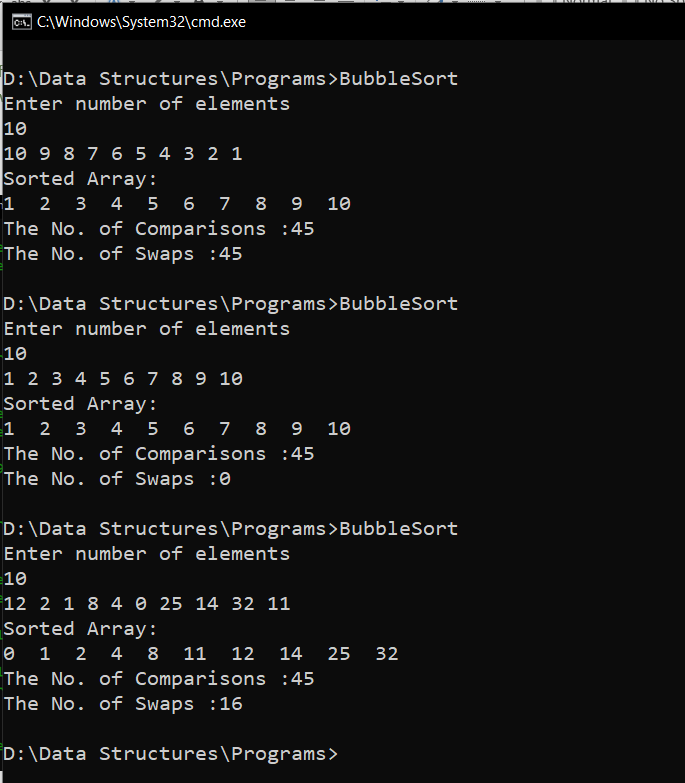 C:\Windows\System32\cmd.exe
D:\Data Structures\Programs>BubbleSort
Enter number of elements
10
10 9 8 7 6 5 4 3 2 1
Sorted Array:
1  2  3  4  5  6  7  8  9  10
The No. of Comparisons :45
The No. of Swaps :45
D:\Data Structures\Programs>BubbleSort
Enter number of elements
10
1 2 3 4 5 6 7 8 9 10
Sorted Array:
1  2  3  4  5  6  7  8  9  10
The No. of Comparisons :45
The No. of Swaps :0
D:\Data Structures\Programs>BubbleSort
Enter number of elements
10
12 2 1 8 4 0 25 14 32 11
Sorted Array:
0  1  2  4  8  11  12  14  25  32
The No. of Comparisons :45
The No. of Swaps :16
D:\Data Structures\Programs>